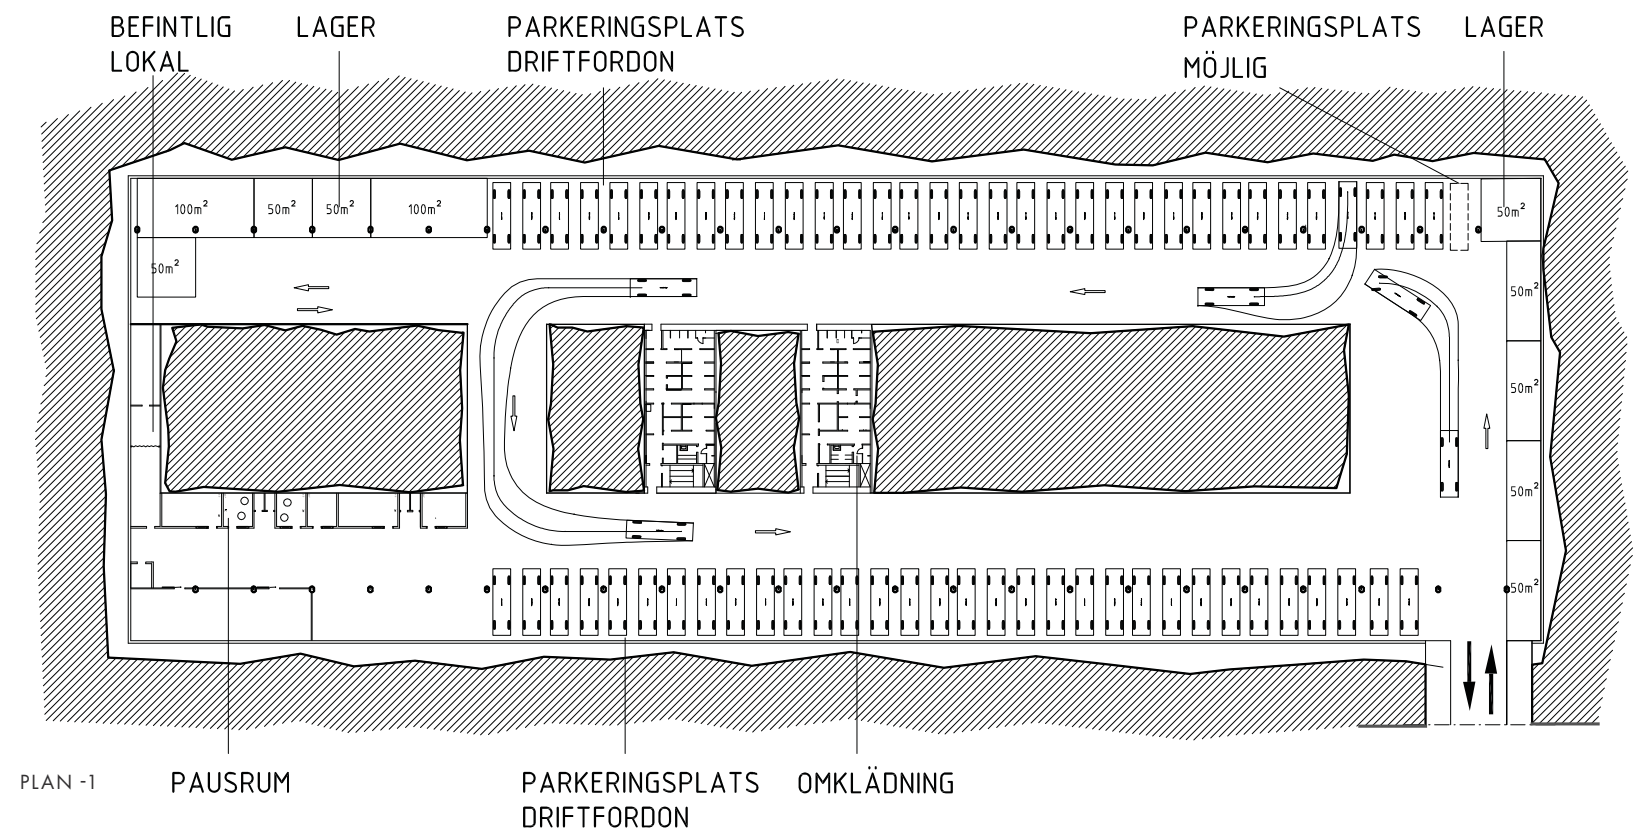 BEFINTLIG
LOKAL
LAGER
PARKERINGSPLATS
DRIFTFORDON
PARKERINGSPLATS
MÖJLIG
LAGER
100m²
50m²
50m²
100m²
50m²
50m²
50m²
50m²
50m²
50m²
PLAN -1
PAUSRUM
PARKERINGSPLATS
DRIFTFORDON
OMKLÄDNING